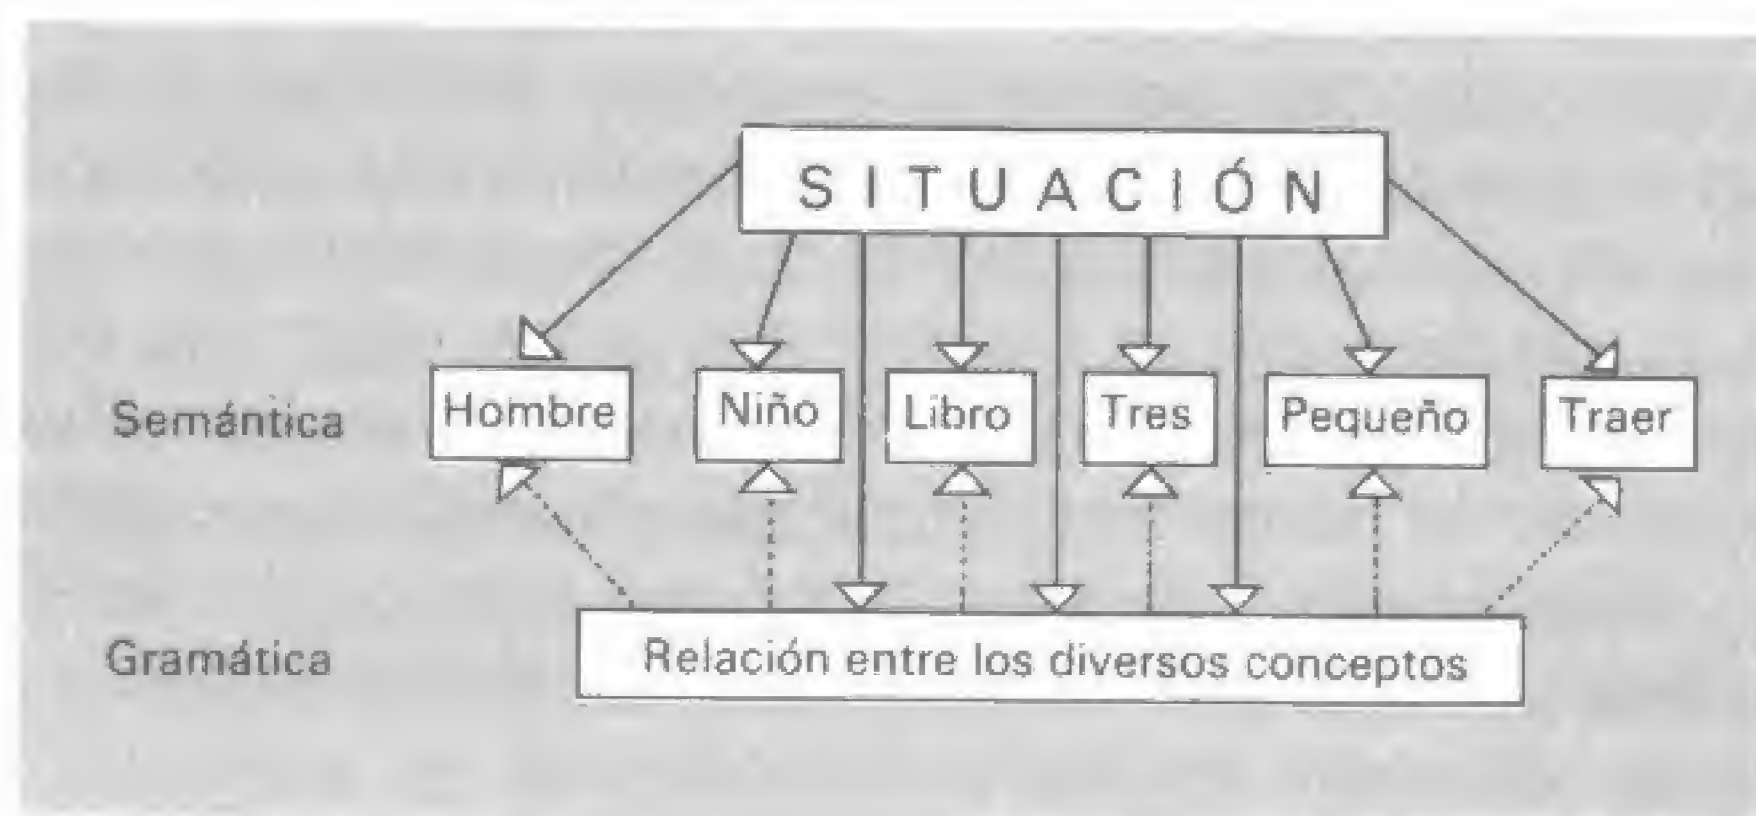 SITUACIÓN
Semántica Hombre Niño Libro Tres Pequeño Traer
Gramática Relación entre los diversos conceptos